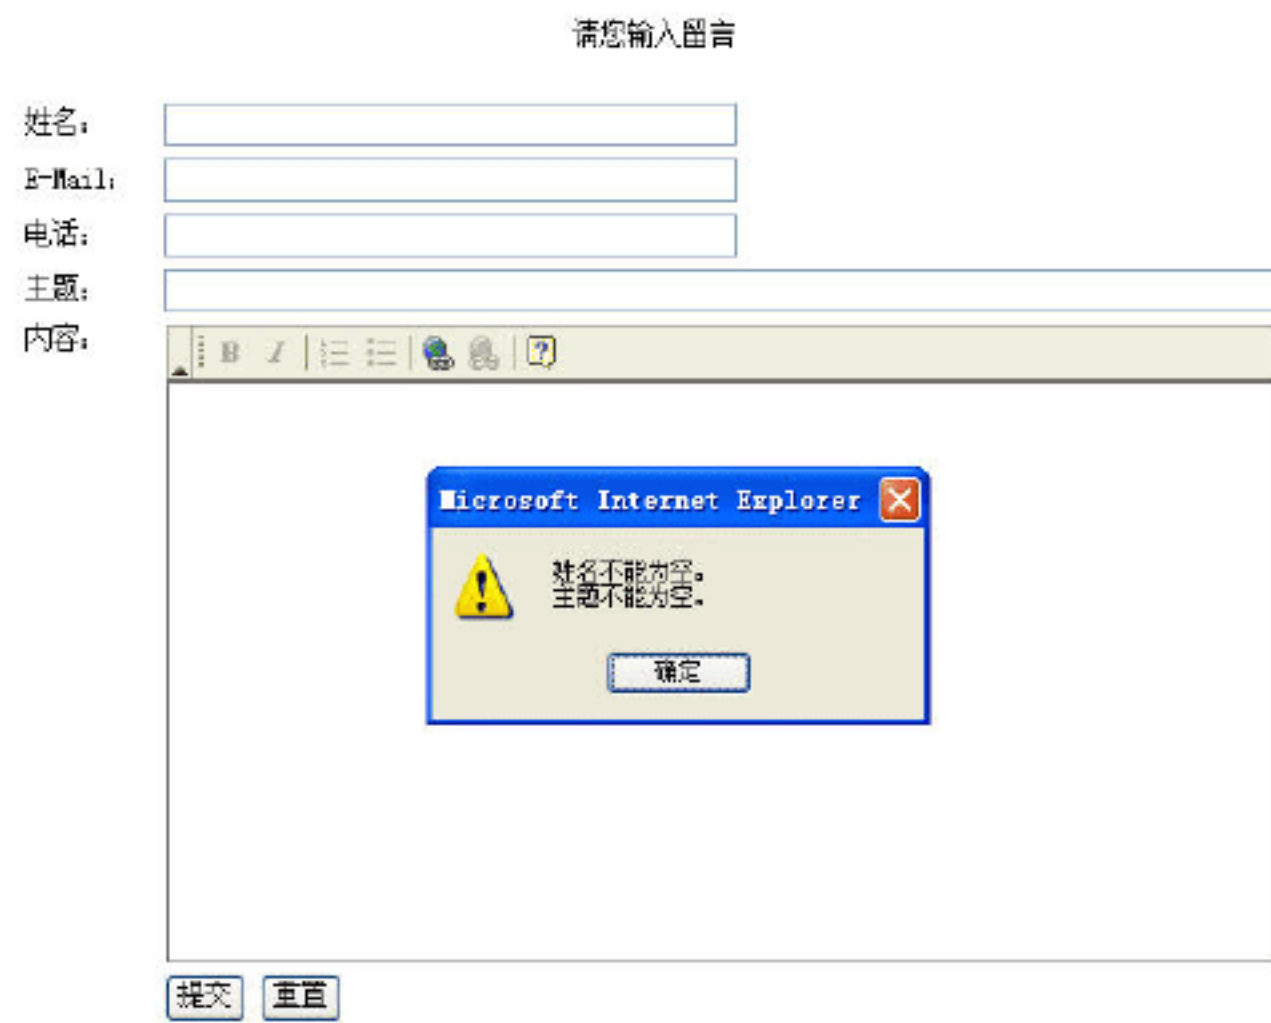 请您输入留言
姓名:
E-Mail:
电话:
主题:
内容:
B I
Microsoft Internet Explorer
姓名不能为空。
主题不能为空。
确定
提交 重置